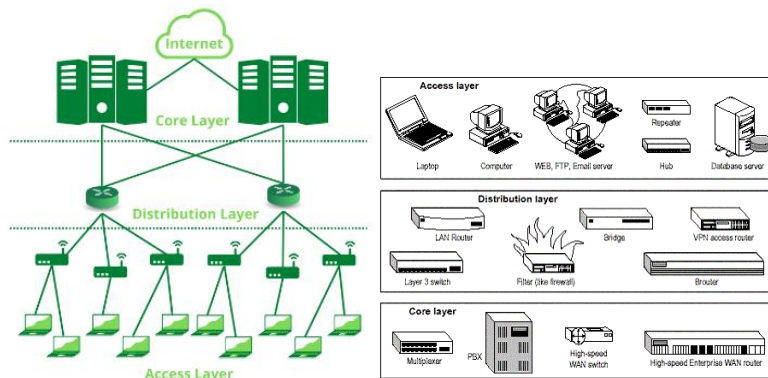 Internet
Core Layer
Distribution Layer
Access Layer
Access layer
Laptop
Computer
WEB, FTP, Email server
Repeater
Hub
Database server
Distribution layer
LAN Router
Bridge
VPN access router
Layer 3 switch
Filter (like firewall)
Brouter
Core layer
Multiplexer
PBX
High-speed
WAN switch
High-speed Enterprise WAN router